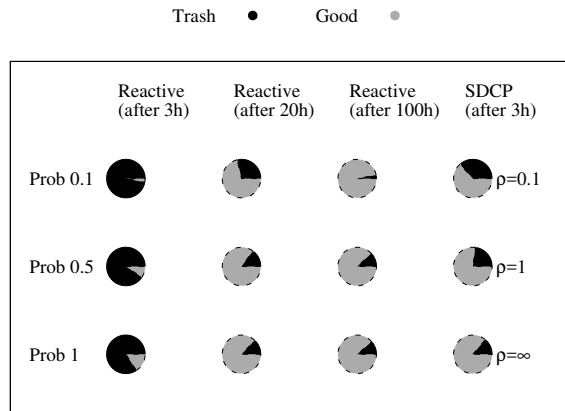 Trash Good
Reactive (after 3h) Reactive (after 20h) Reactive (after 100h) SDCP (after 3h)
Prob 0.1 ρ=0.1
Prob 0.5 ρ=1
Prob 1 ρ=∞